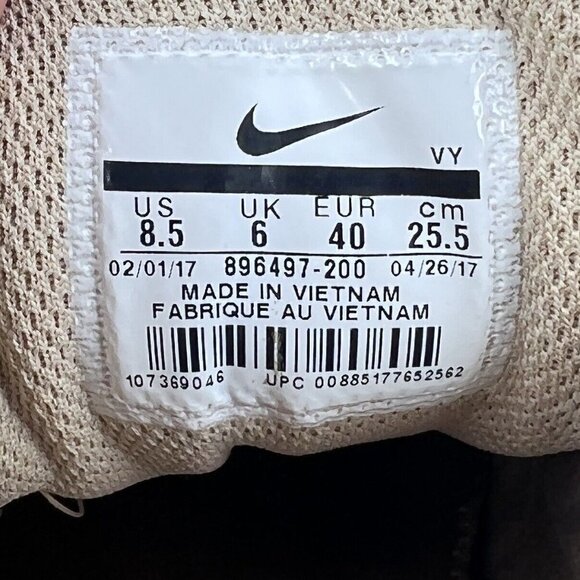 VY
US UK EUR cm
8.5 6 40 25.5
02/01/17 896497-200 04/26/17
MADE IN VIETNAM
FABRIQUE AU VIETNAM
107369046 UPC 00885177652562